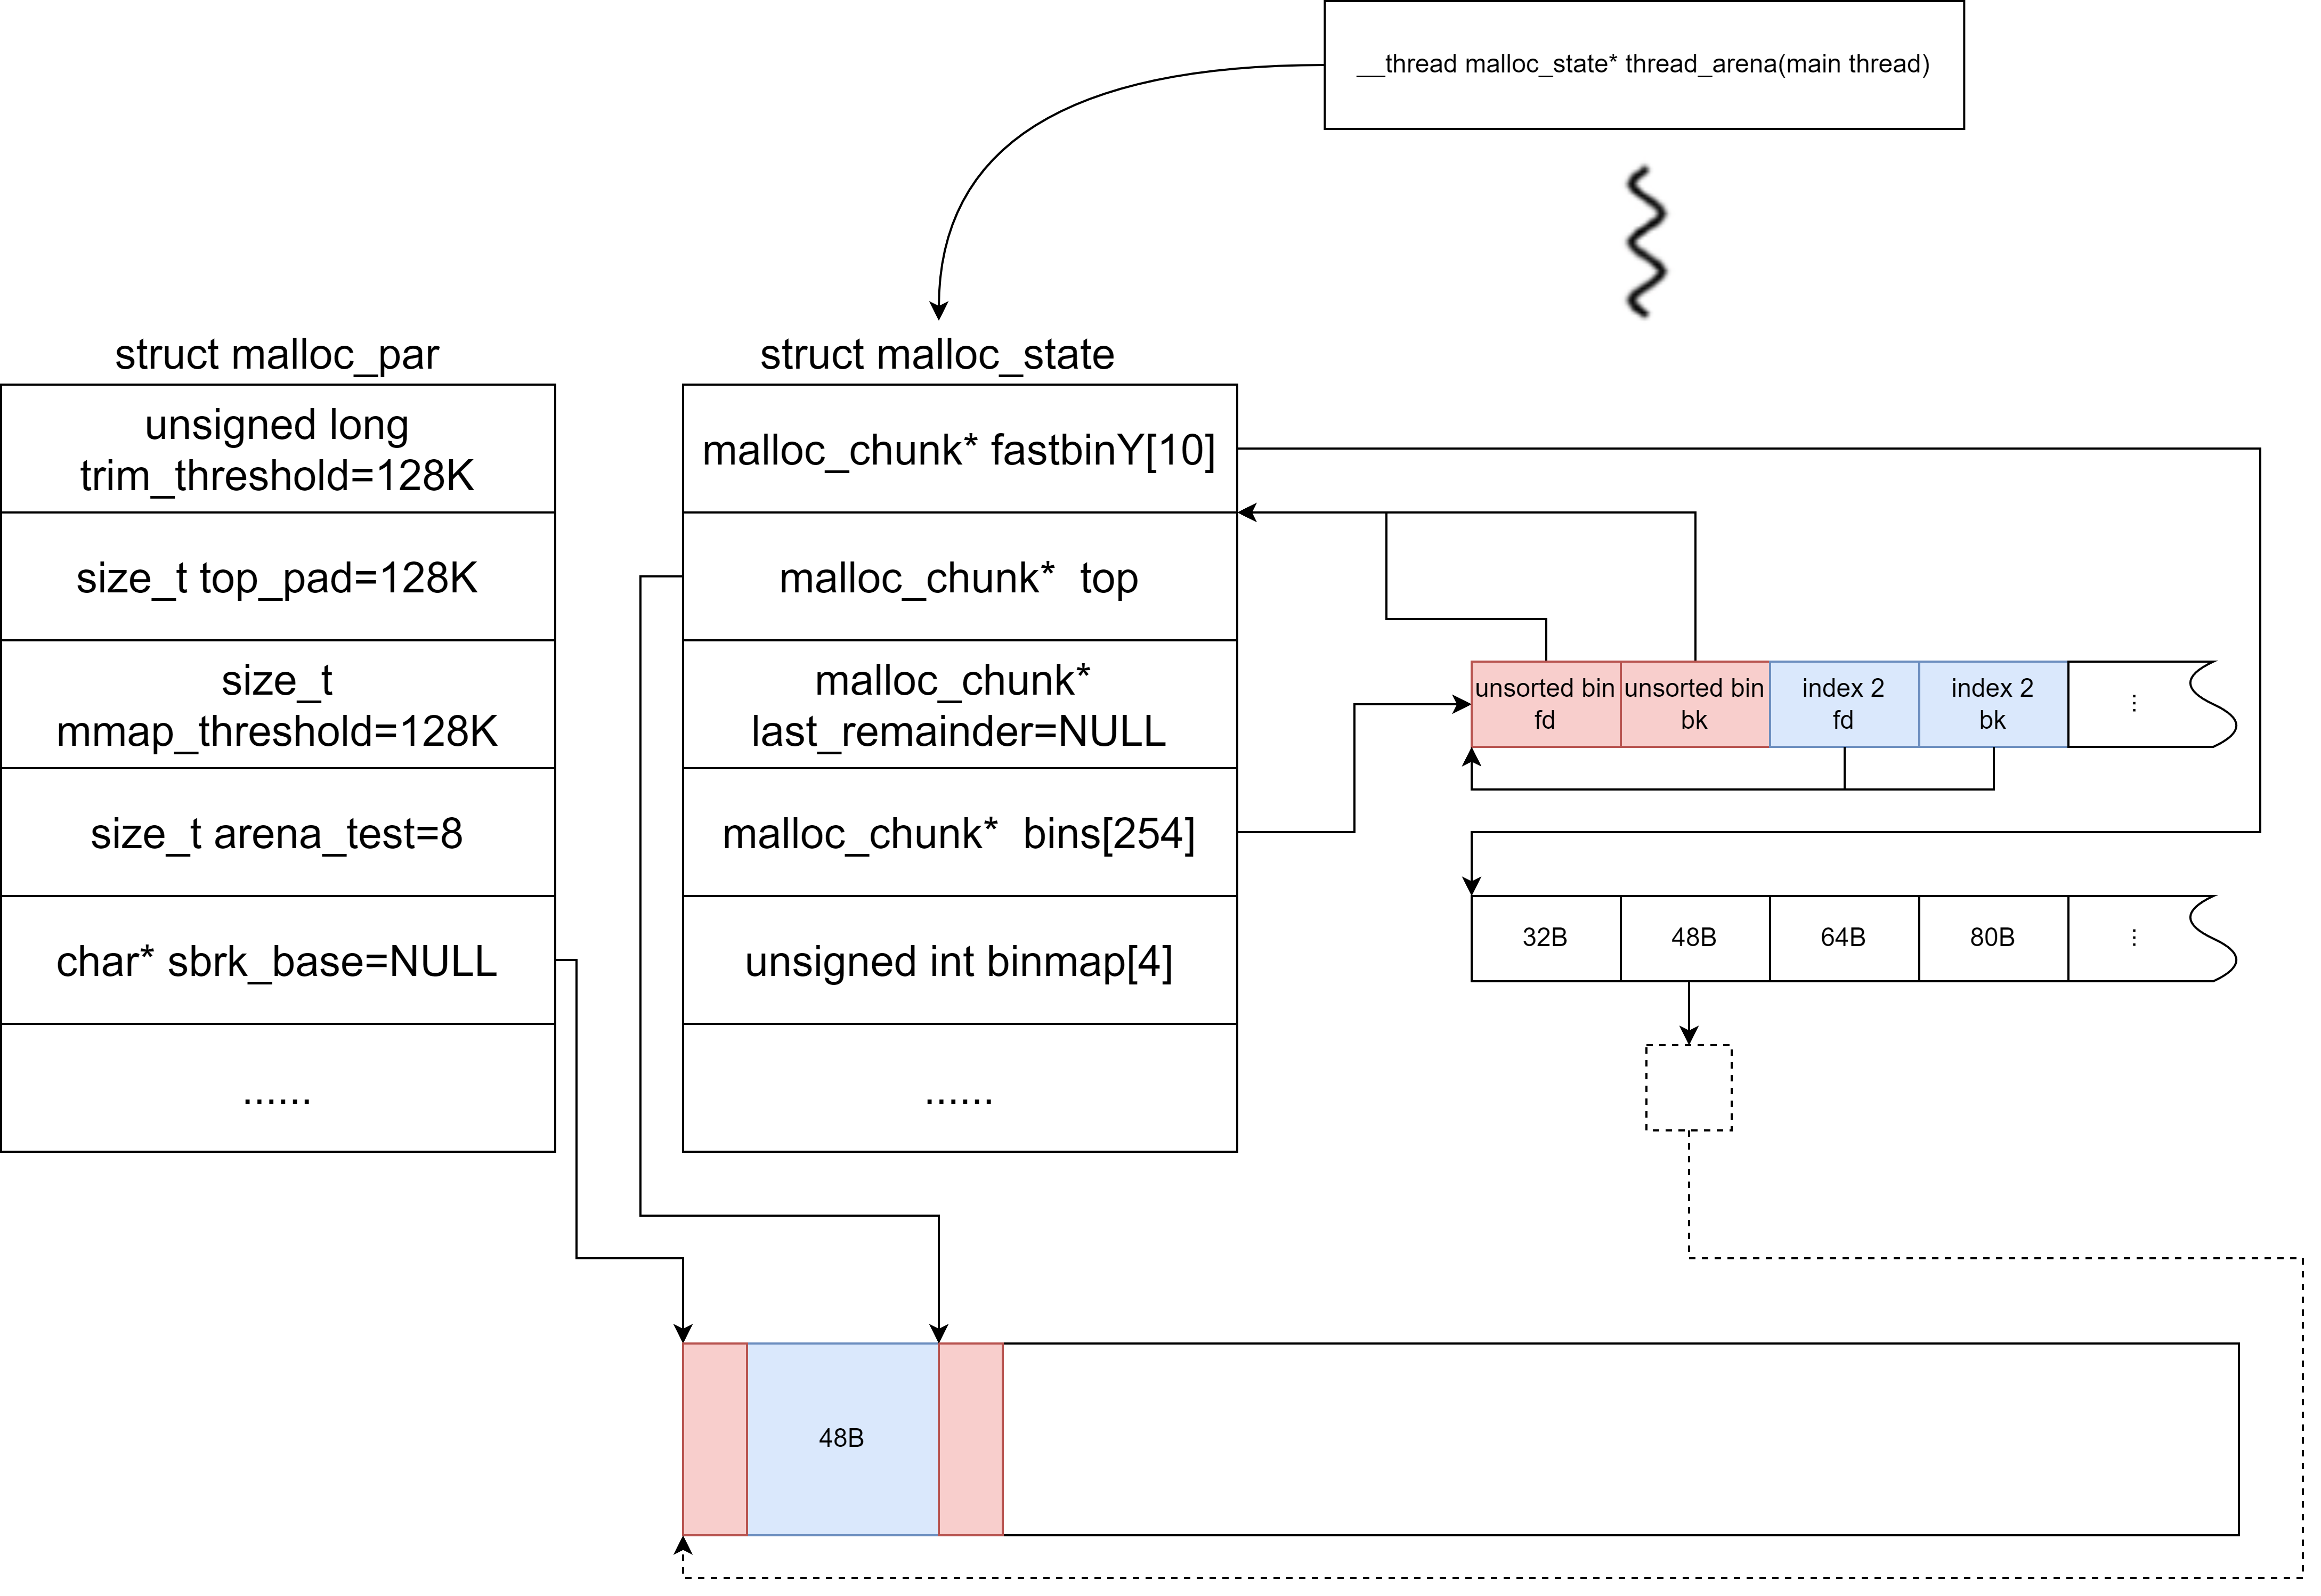 __thread malloc_state* thread_arena(main thread)
struct malloc_par
unsigned long
trim_threshold=128K
size_t top_pad=128K
size_t
mmap_threshold=128K
size_t arena_test=8
char* sbrk_base=NULL
......
struct malloc_state
malloc_chunk* fastbinY[10]
malloc_chunk*  top
malloc_chunk*
last_remainder=NULL
malloc_chunk*  bins[254]
unsigned int binmap[4]
......
unsorted bin
fd
unsorted bin
bk
index 2
fd
index 2
bk
...
32B
48B
64B
80B
...
48B